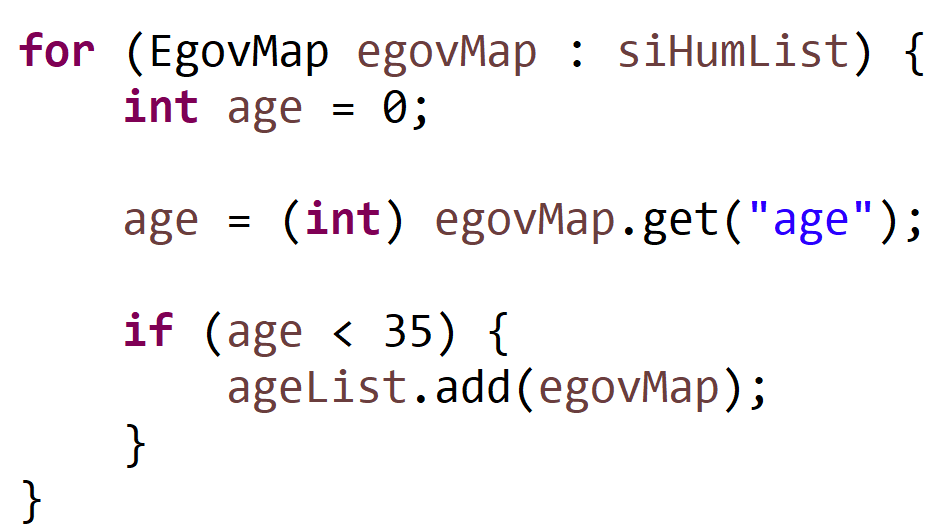 for (EgovMap egovMap : siHumList) {
    int age = 0;

    age = (int) egovMap.get("age");

    if (age < 35) {
        ageList.add(egovMap);
    }
}